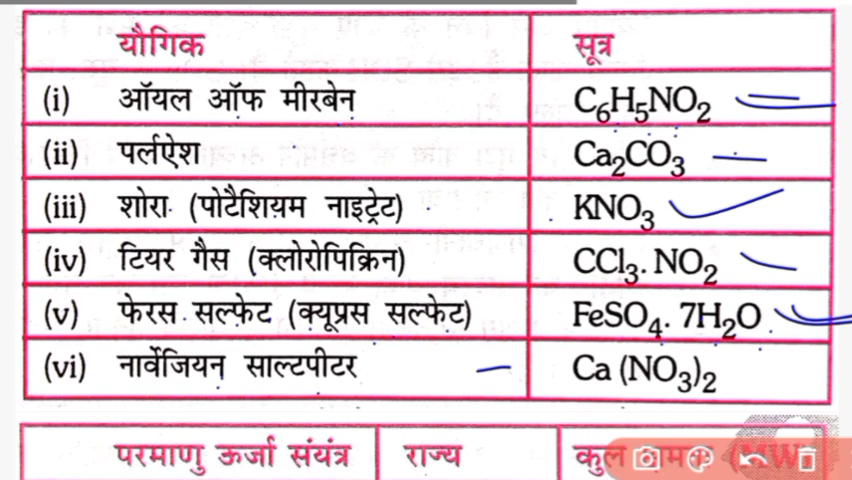 यौगिक सूत्र
(i) ऑयल ऑफ मीरबेन C₆H₅NO₂
(ii) पर्लऐश Ca₂CO₃
(iii) शोरा (पोटैशियम नाइट्रेट) KNO₃
(iv) टियर गैस (क्लोरोपिक्रिन) CCl₃. NO₂
(v) फेरस सल्फेट (क्यूप्रस सल्फेट) FeSO₄. 7H₂O
(vi) नार्वेजियन साल्टपीटर Ca (NO₃)₂
परमाणु ऊर्जा संयंत्र राज्य कुल (MW)